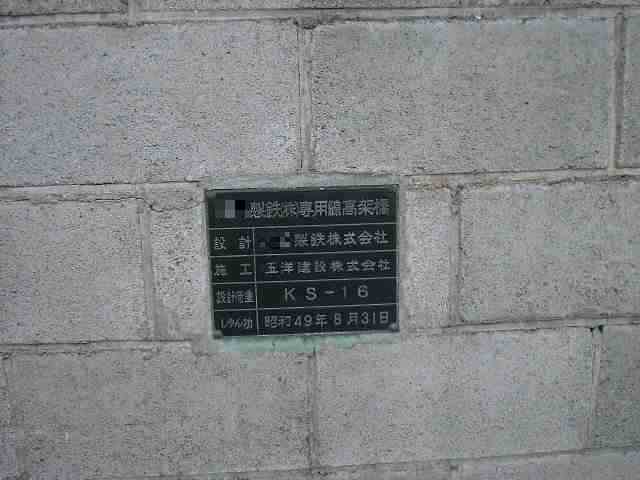 製鉄㈱専用線高架橋
設計 製鉄株式会社
施工 五洋建設株式会社
設計荷重 KS-16
しゅん功 昭和49年8月31日